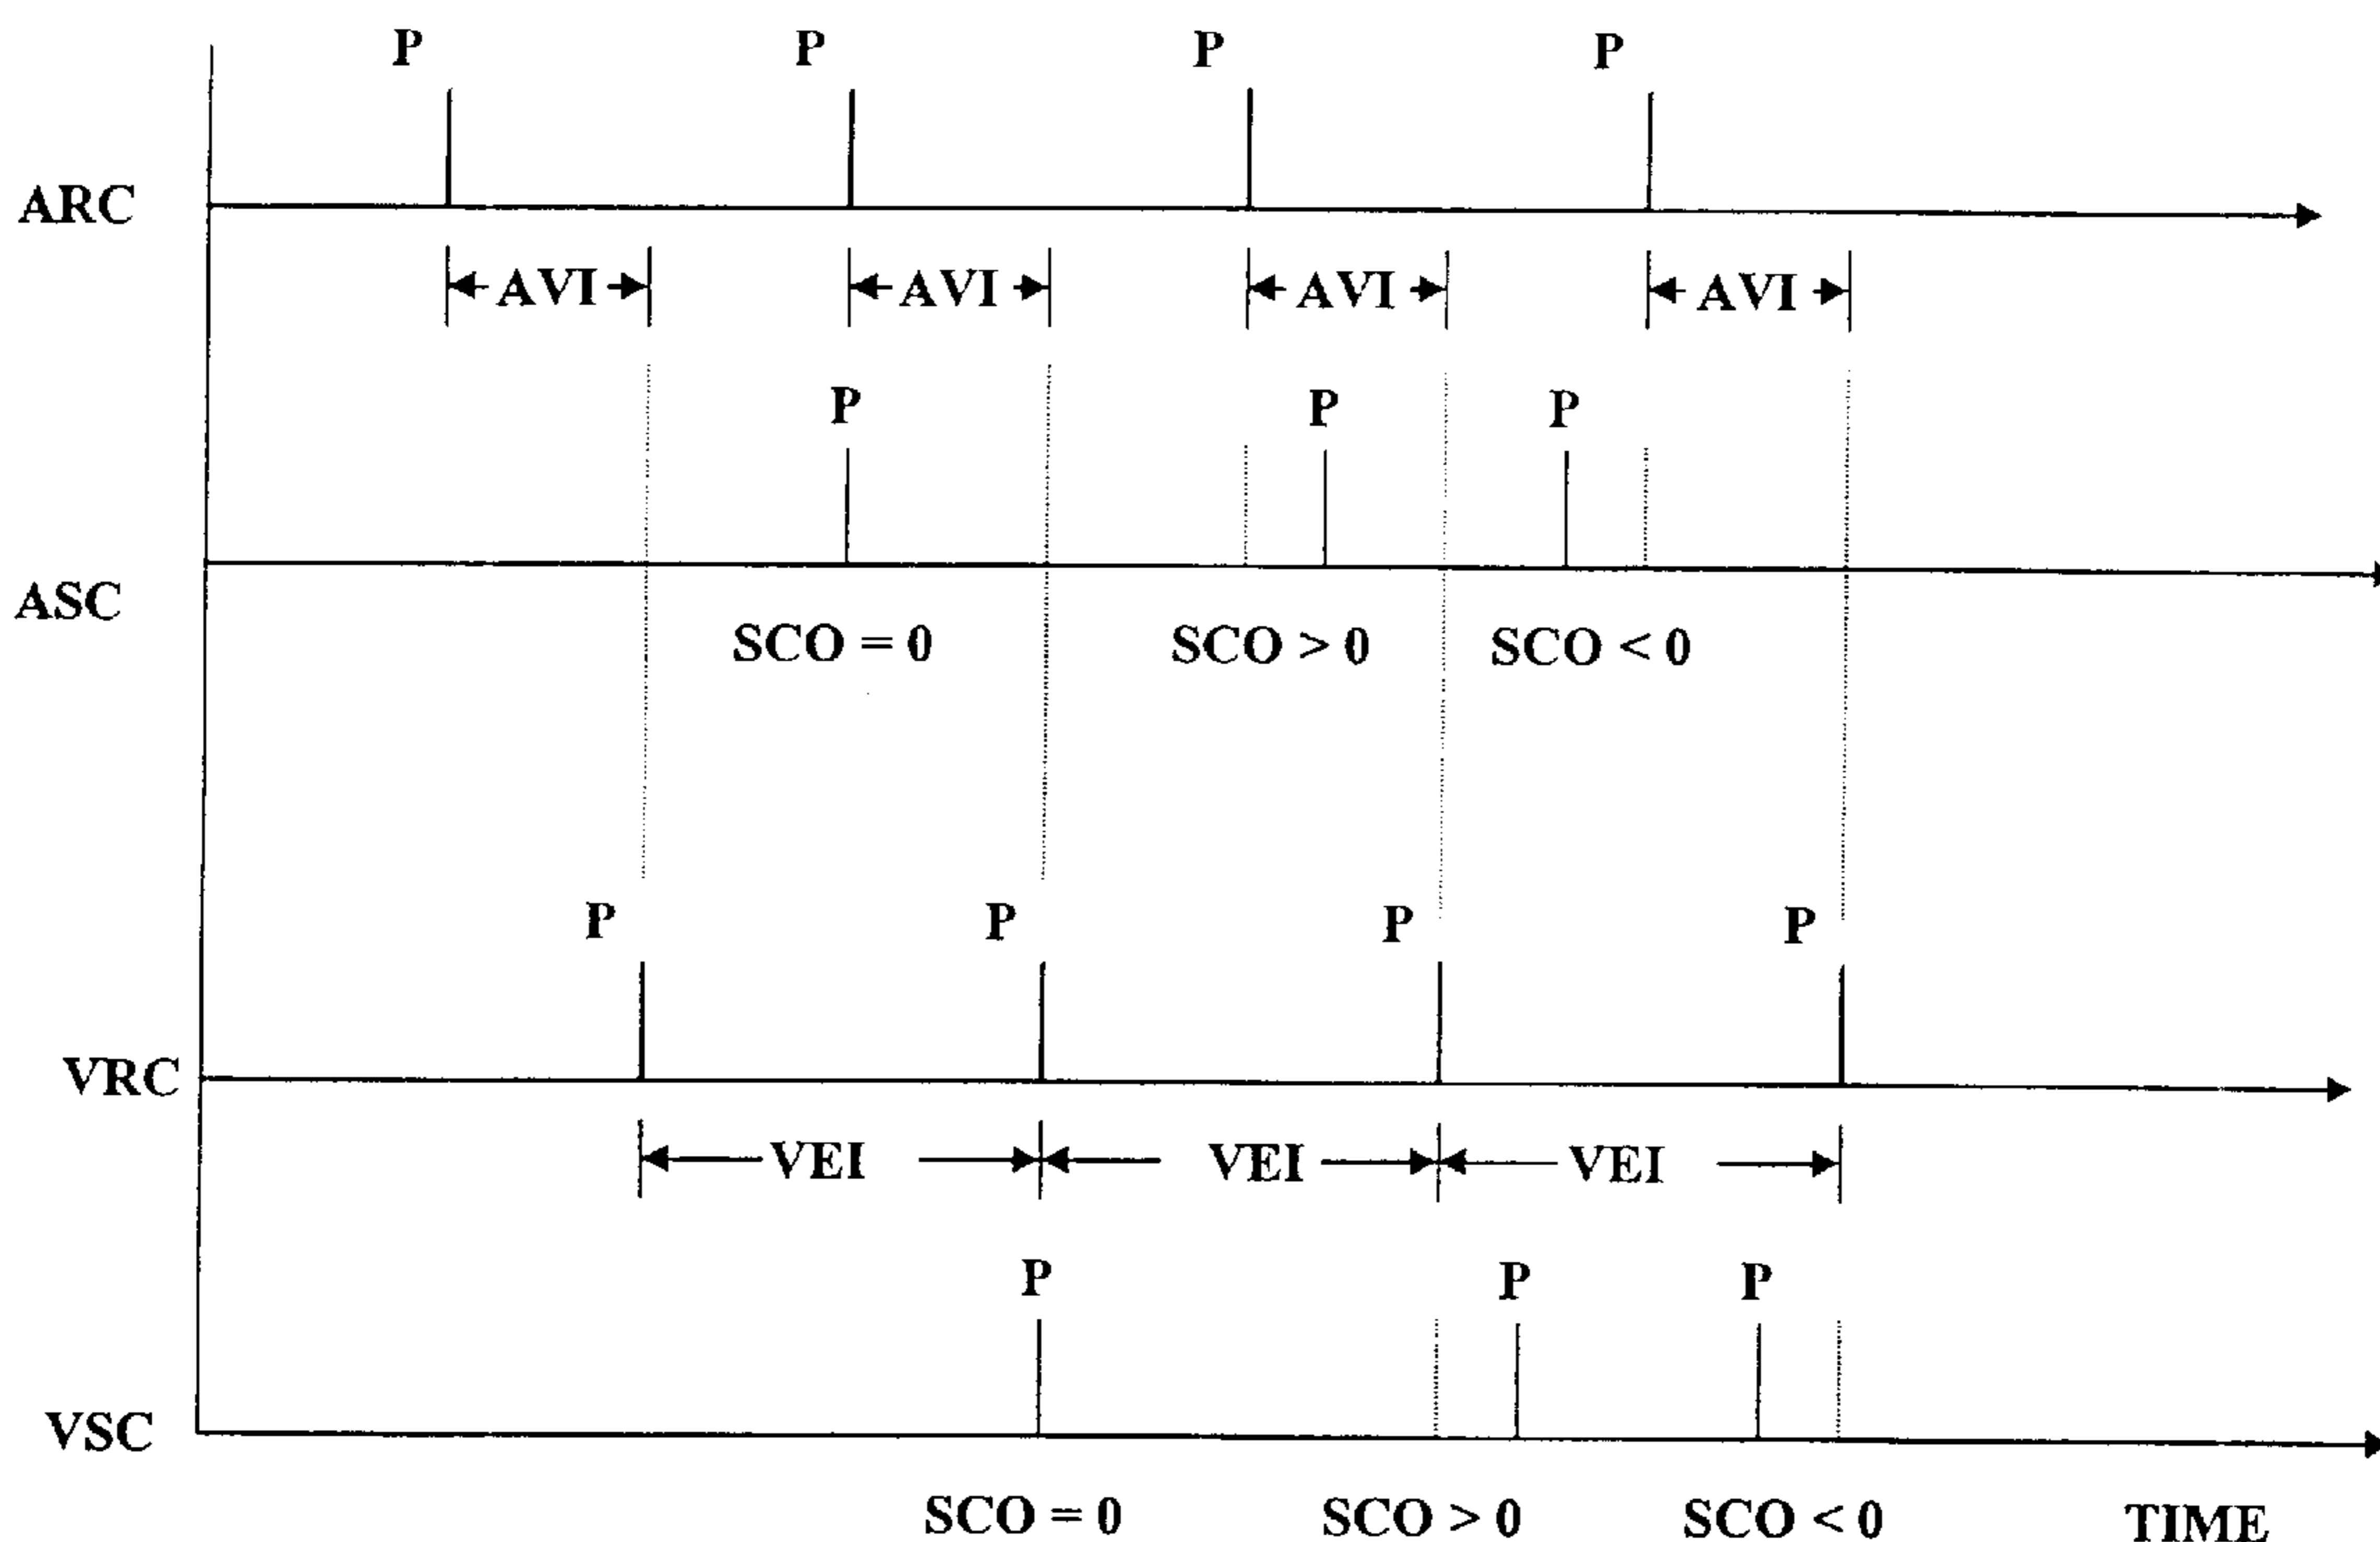 P P P P
ARC
AVI AVI AVI AVI
P P P
ASC
SCO = 0 SCO > 0 SCO < 0
P P P P
VRC
VEI VEI VEI
P P P
VSC
SCO = 0 SCO > 0 SCO < 0 TIME